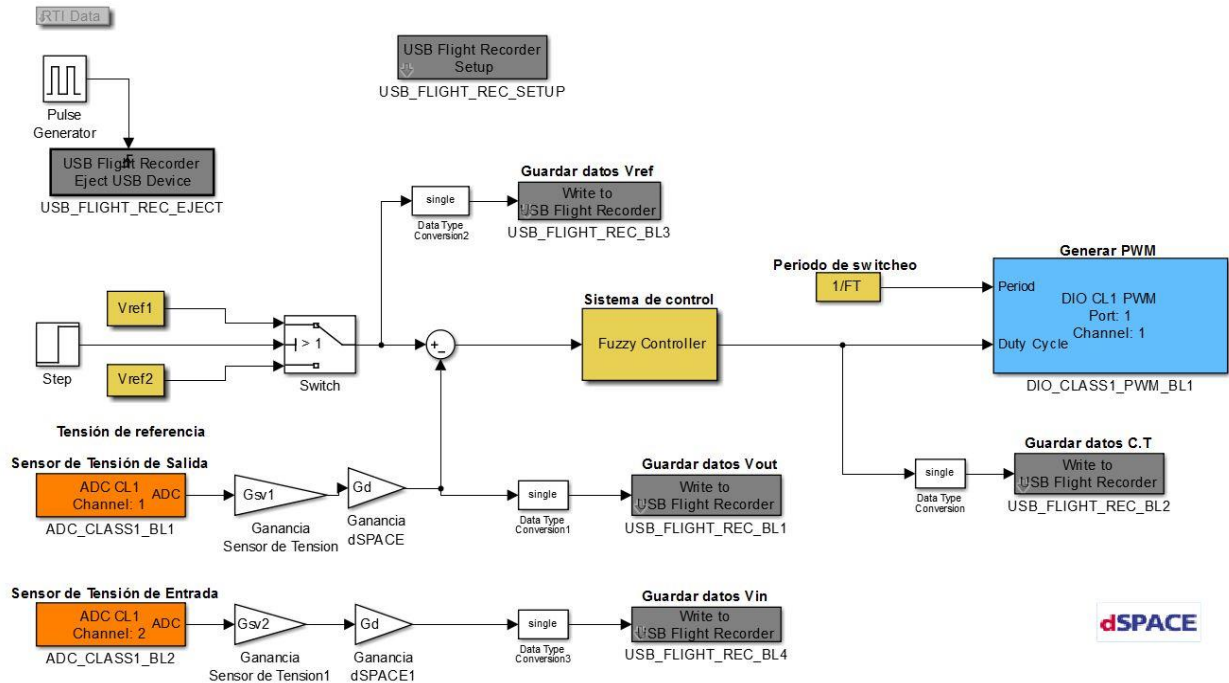 RTI Data
USB Flight Recorder
Setup
USB_FLIGHT_REC_SETUP
Pulse
Generator
USB Flight Recorder
Eject USB Device
USB_FLIGHT_REC_EJECT
Guardar datos Vref
single
Write to
USB Flight Recorder
Data Type
Conversion2
USB_FLIGHT_REC_BL3
Periodo de switcheo
1/FT
Generar PWM
Period
DIO CL1 PWM
Port: 1
Channel: 1
Duty Cycle
DIO_CLASS1_PWM_BL1
Vref1
Step
> 1
Vref2
Switch
Sistema de control
Fuzzy Controller
Tensión de referencia
Sensor de Tensión de Salida
ADC CL1
Channel: 1
ADC
ADC_CLASS1_BL1
Gsv1
Ganancia
Sensor de Tension
Gd
Ganancia
dSPACE
single
Data Type
Conversion1
Guardar datos Vout
Write to
USB Flight Recorder
USB_FLIGHT_REC_BL1
Guardar datos C.T
single
Data Type
Conversion
Write to
USB Flight Recorder
USB_FLIGHT_REC_BL2
Sensor de Tensión de Entrada
ADC CL1
Channel: 2
ADC
ADC_CLASS1_BL2
Gsv2
Ganancia
Sensor de Tension1
Gd
Ganancia
dSPACE1
single
Data Type
Conversion3
Guardar datos Vin
Write to
USB Flight Recorder
USB_FLIGHT_REC_BL4
dSPACE